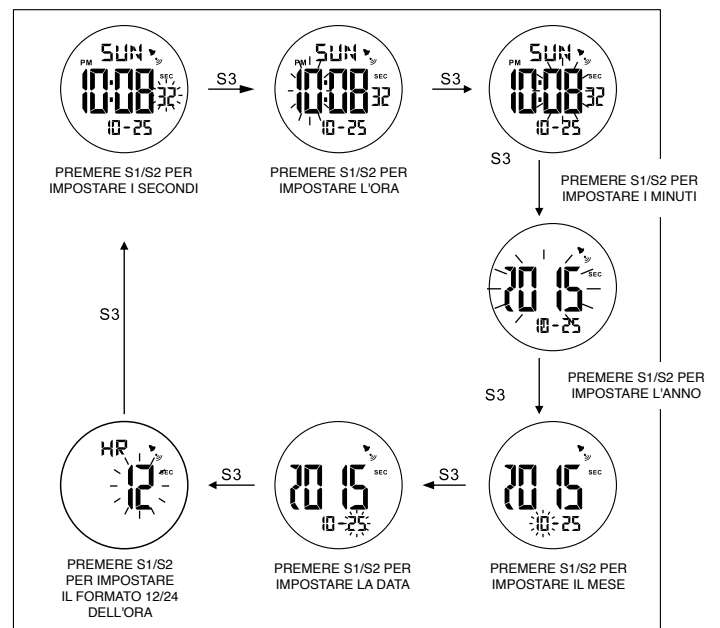 SUN
PM
10:08
SEC
32
10-25
PREMERE S1/S2 PER
IMPOSTARE I SECONDI
S3
SUN
PM
10:08
SEC
32
10-25
PREMERE S1/S2 PER
IMPOSTARE L'ORA
S3
SUN
PM
10:08
SEC
32
10-25
S3
PREMERE S1/S2 PER
IMPOSTARE I MINUTI
2015
SEC
10-25
PREMERE S1/S2 PER
IMPOSTARE L'ANNO
S3
2015
SEC
10-25
PREMERE S1/S2 PER
IMPOSTARE IL MESE
S3
2015
SEC
10-25
PREMERE S1/S2 PER
IMPOSTARE LA DATA
S3
HR
12
SEC
PREMERE S1/S2
PER IMPOSTARE
IL FORMATO 12/24
DELL'ORA
S3